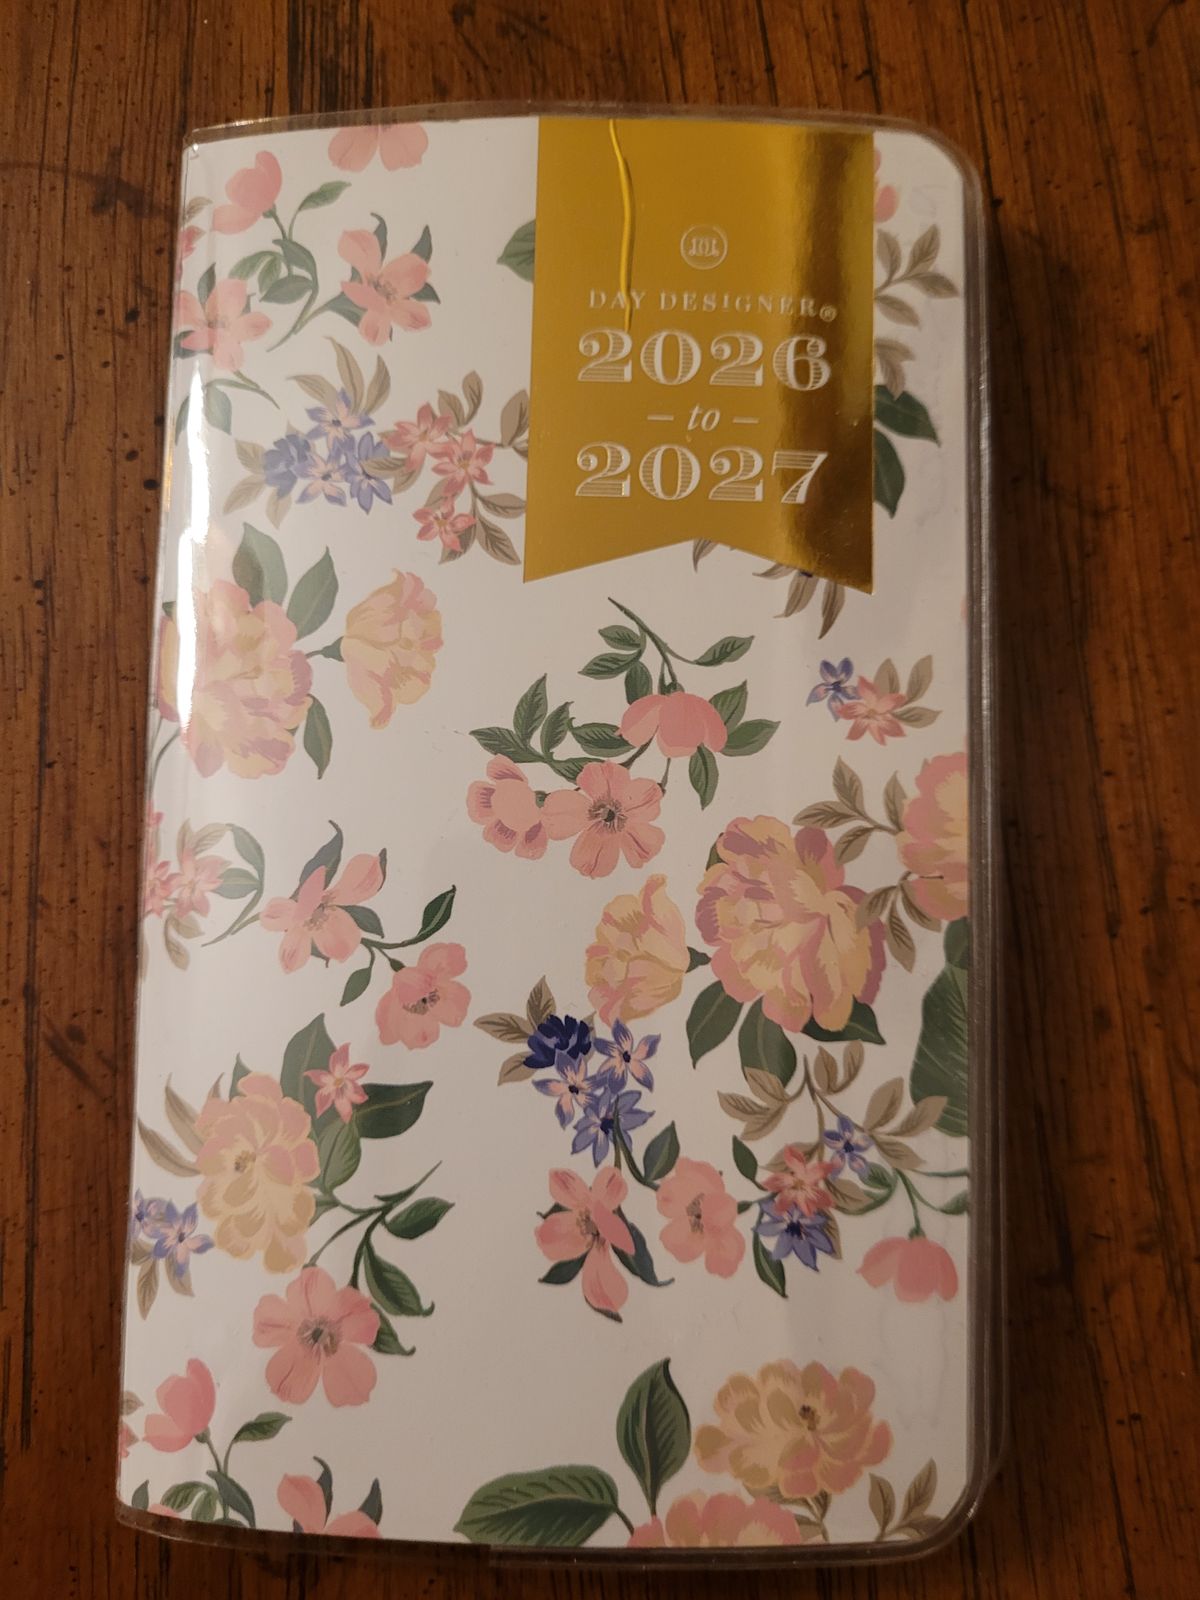 DAY DESIGNER®
2026
– to –
2027